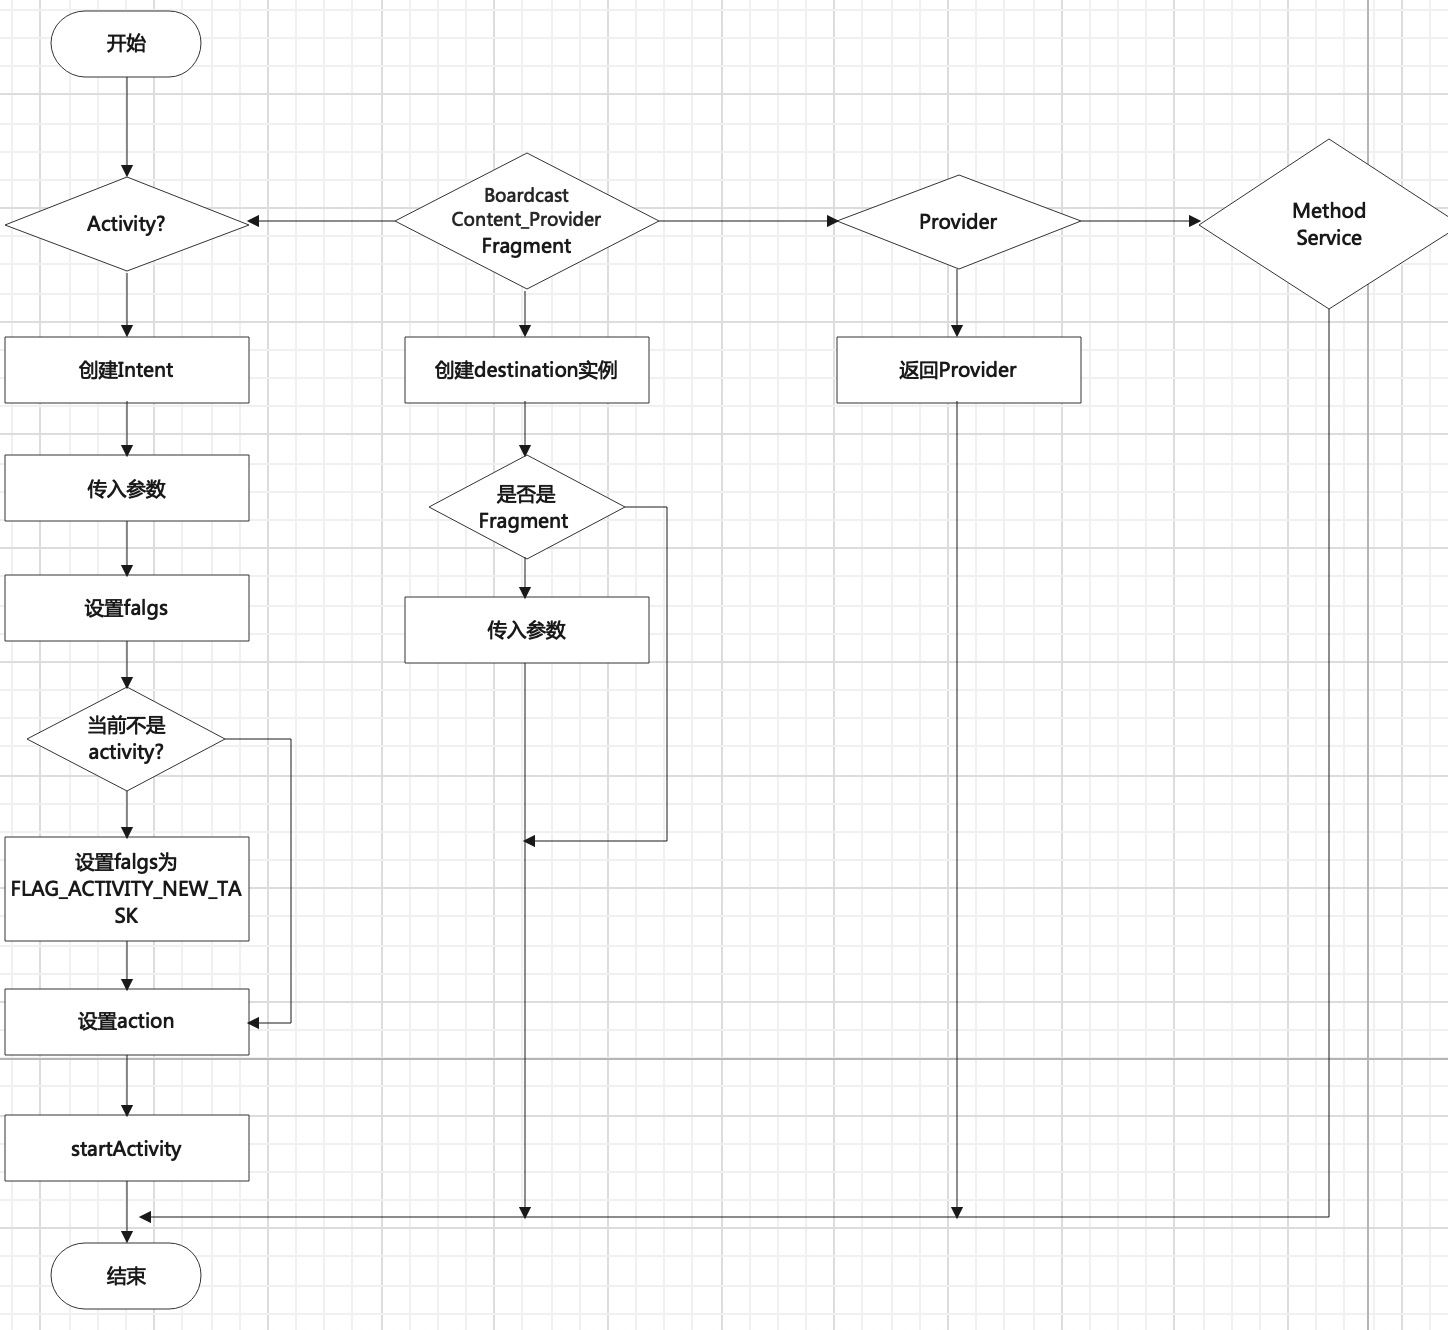 开始
Activity?
Boardcast
Content_Provider
Fragment
Provider
Method
Service
创建Intent
创建destination实例
返回Provider
传入参数
是否是
Fragment
设置falgs
传入参数
当前不是
activity?
设置falgs为
FLAG_ACTIVITY_NEW_TA
SK
设置action
startActivity
结束